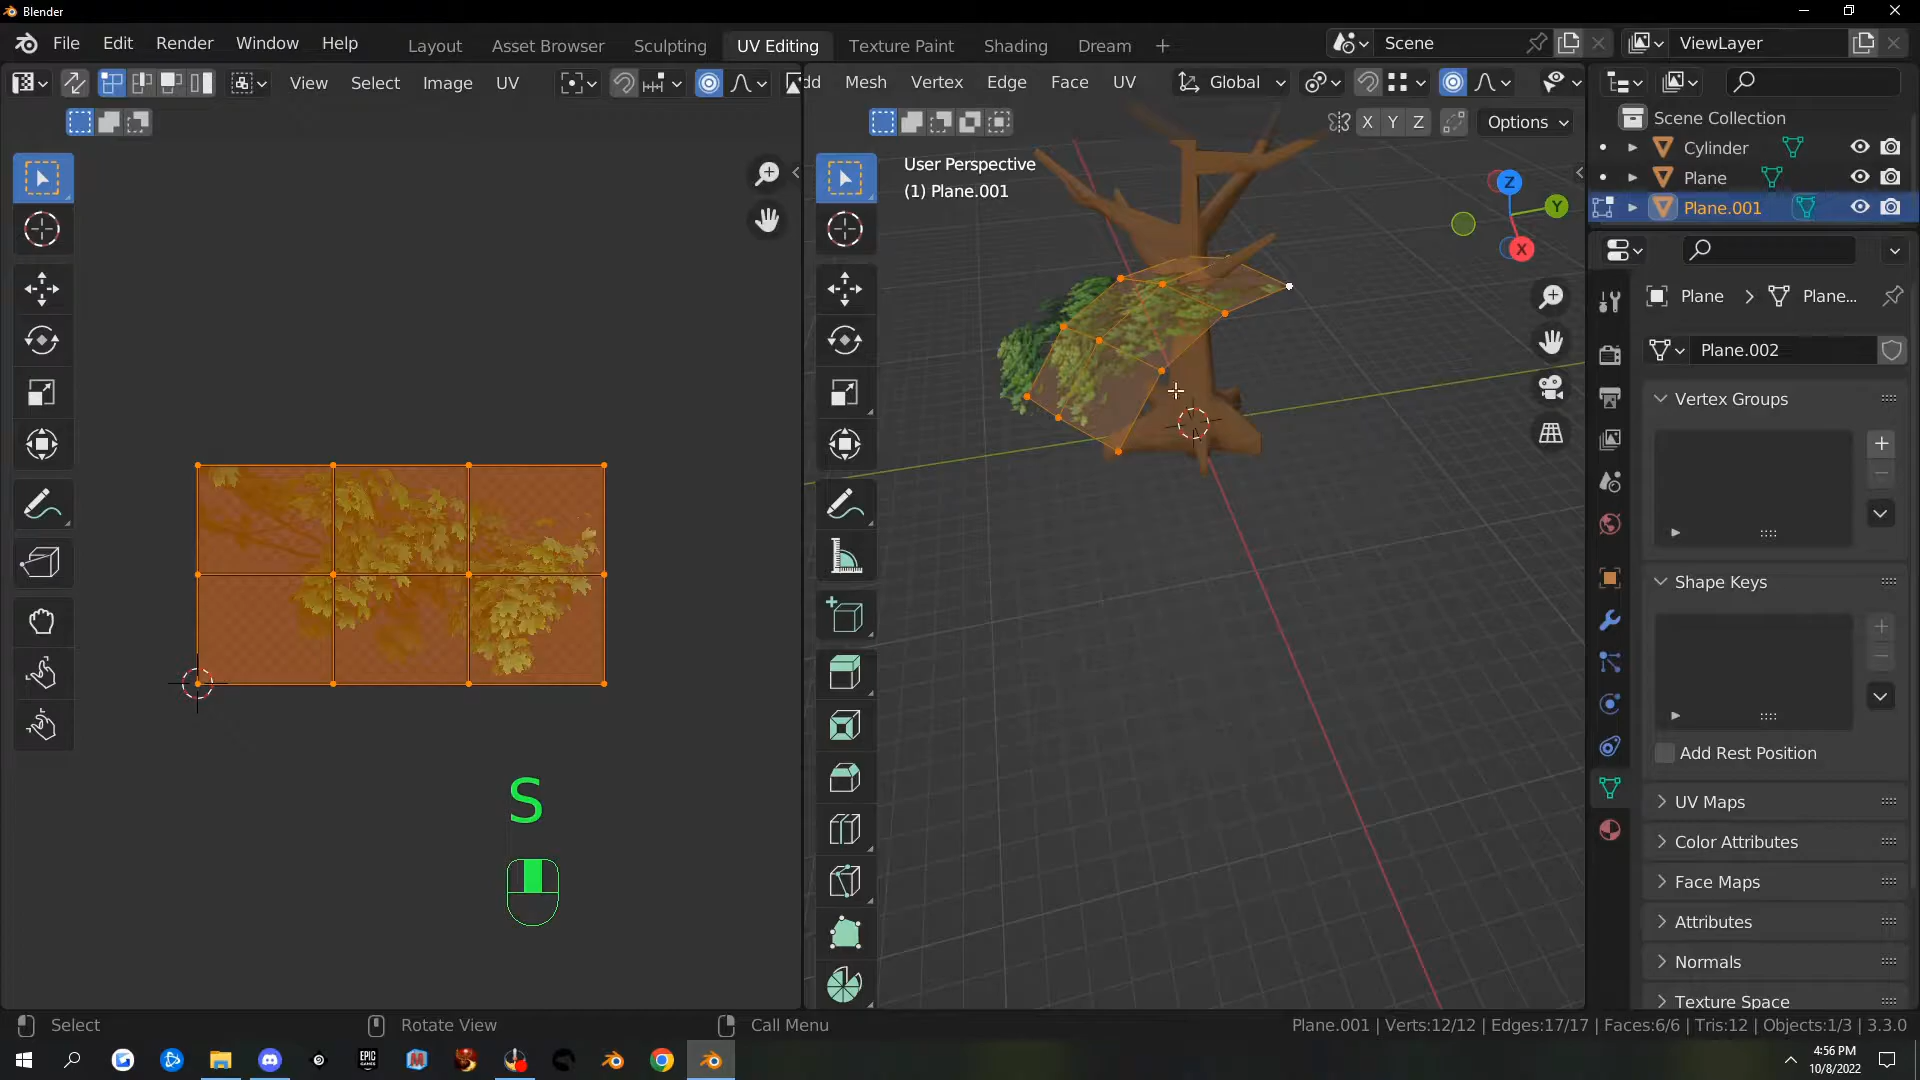 Blender
File Edit Render Window Help
Layout Asset Browser Sculpting UV Editing Texture Paint Shading Dream
Scene
ViewLayer
View Select Image UV
dd Mesh Vertex Edge Face UV
Global
X Y Z
Options
User Perspective
(1) Plane.001
Z
Y
X
Scene Collection
Cylinder
Plane
Plane.001
Plane
Plane...
Plane.002
Vertex Groups
Shape Keys
Add Rest Position
UV Maps
Color Attributes
Face Maps
Attributes
Normals
Texture Space
S
Select
Rotate View
Call Menu
Plane.001 | Verts:12/12 | Edges:17/17 | Faces:6/6 | Tris:12 | Objects:1/3 | 3.3.0
EPIC
GAMES
4:56 PM
10/8/2022